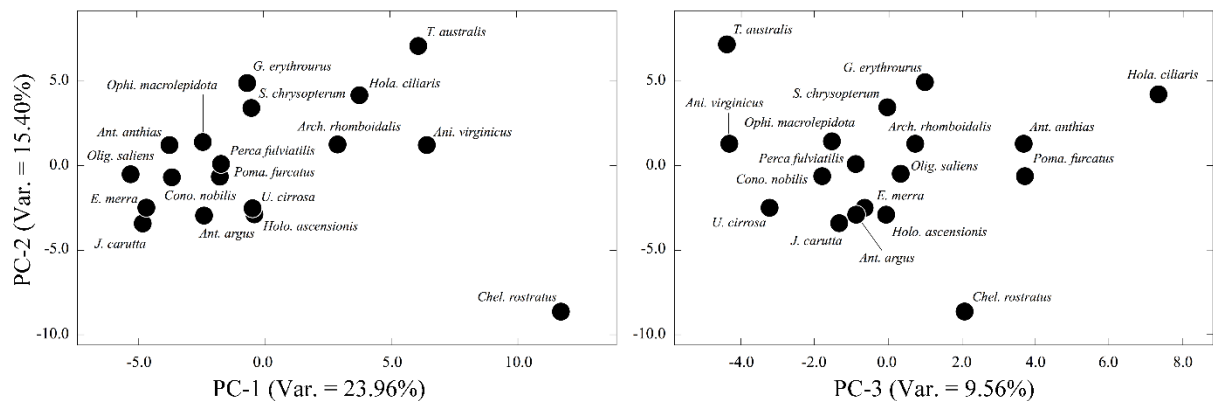 T. australis
G. erythrourus
Ophi. macrolepidota
Hola. ciliaris
S. chrysopterum
Ant. anthias
Arch. rhomboidalis
Ani. virginicus
Olig. saliens
Perca fulviatilis
Poma. furcatus
E. merra
Cono. nobilis
U. cirrosa
J. carutta
Ant. argus
Holo. ascensionis
Chel. rostratus
5.0
0.0
-5.0
-10.0
PC-2 (Var. = 15.40%)
-5.0 0.0 5.0 10.0
PC-1 (Var. = 23.96%)
T. australis
G. erythrourus
Hola. ciliaris
S. chrysopterum
Ani. virginicus
Ophi. macrolepidota
Arch. rhomboidalis
Ant. anthias
Perca fulviatilis
Poma. furcatus
Cono. nobilis
Olig. saliens
E. merra
U. cirrosa
Holo. ascensionis
J. carutta
Ant. argus
Chel. rostratus
5.0
0.0
-5.0
-10.0
-4.0 -2.0 0.0 2.0 4.0 6.0 8.0
PC-3 (Var. = 9.56%)